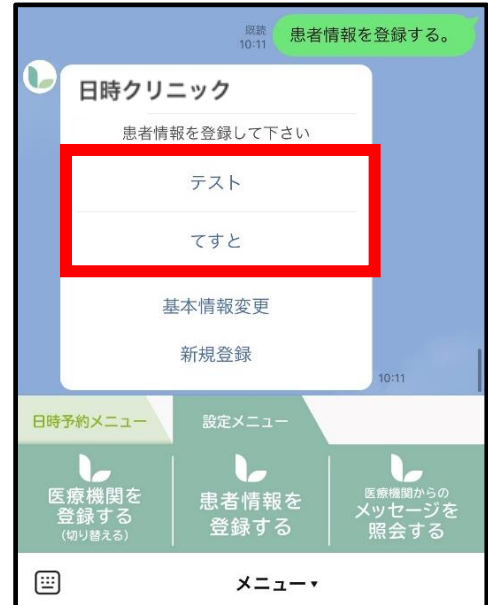 既読
10:11
患者情報を登録する。
日時クリニック
患者情報を登録して下さい
テスト
てすと
基本情報変更
新規登録
10:11
日時予約メニュー
設定メニュー
医療機関を
登録する
(切り替える)
患者情報を
登録する
医療機関からの
メッセージを
照会する
メニュー▼